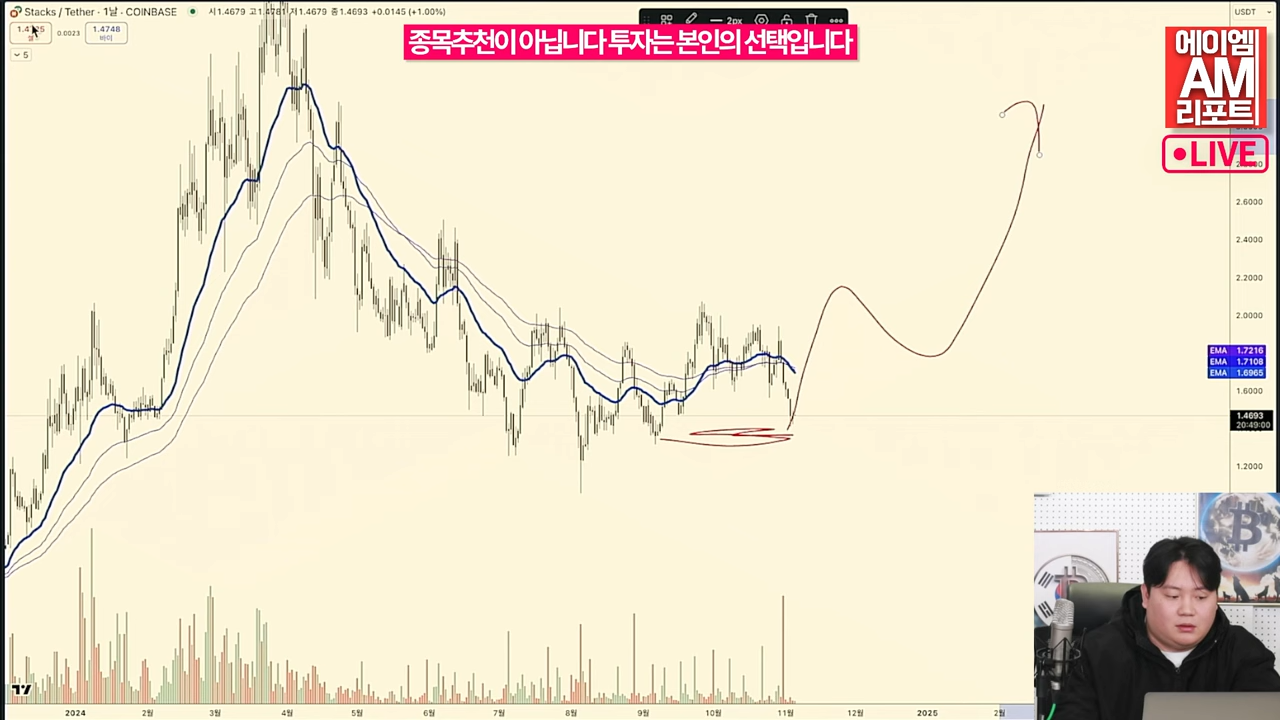 Stacks / Tether · 1날 · COINBASE 시1.4679 고1.4781 저1.4679 종1.4693 +0.0145 (+1.00%)
0.0023
1.4748
바이
5
2px
USDT
종목추천이 아닙니다 투자는 본인의 선택입니다
에이엠
AM
리포트
LIVE
2.6000
2.4000
2.2000
2.0000
EMA 1.7216
EMA 1.7108
EMA 1.6965
1.6000
1.4693
20:49:00
1.2000
2024 2월 3월 4월 5월 6월 7월 8월 9월 10월 11월 12월 2025